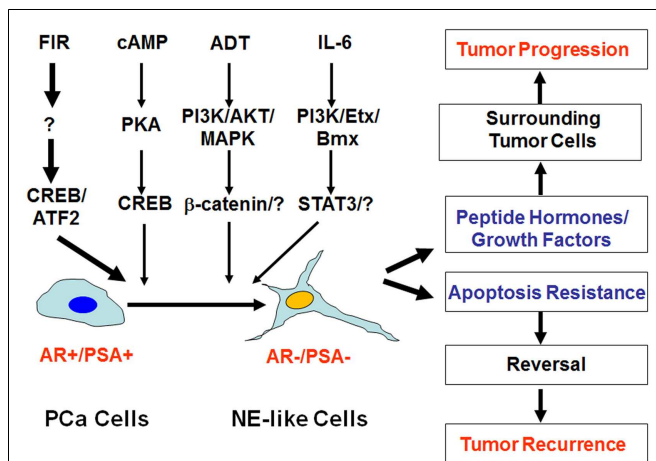 FIR cAMP ADT IL-6
? PKA PI3K/AKT/ PI3K/Etx/
MAPK Bmx
CREB/ CREB β-catenin/? STAT3/?
ATF2
AR+/PSA+ AR-/PSA-
PCa Cells NE-like Cells
Tumor Progression
Surrounding
Tumor Cells
Peptide Hormones/
Growth Factors
Apoptosis Resistance
Reversal
Tumor Recurrence